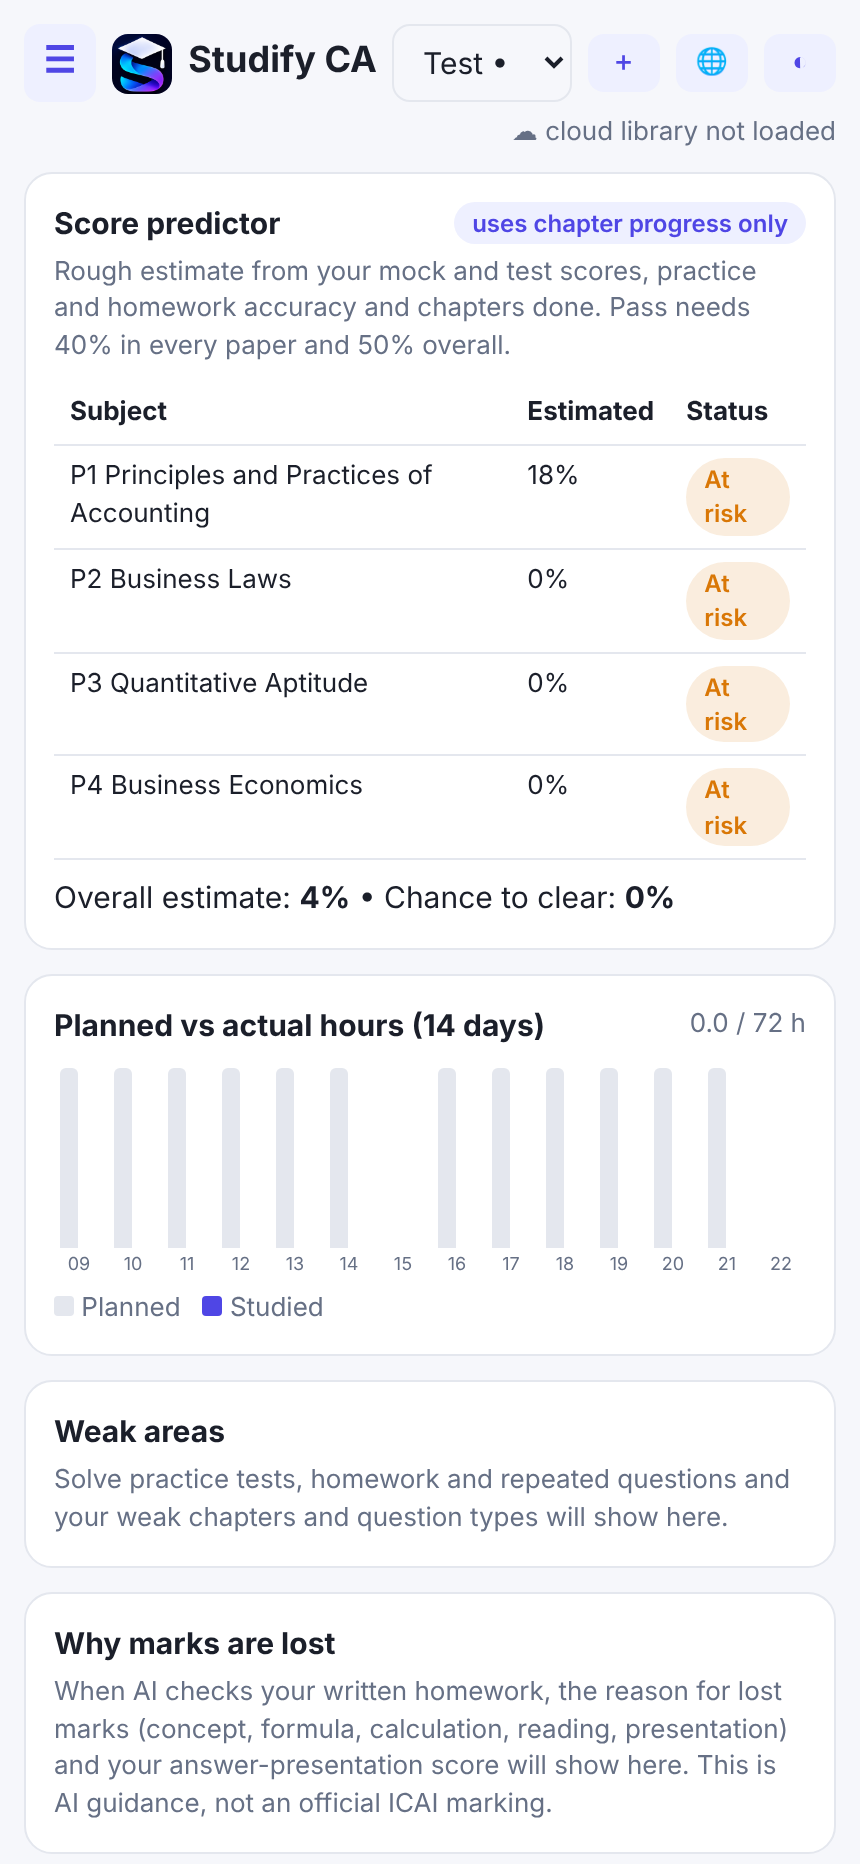 ☰ Studify CA Test • + 🌐
☁ cloud library not loaded
Score predictor uses chapter progress only
Rough estimate from your mock and test scores, practice
and homework accuracy and chapters done. Pass needs
40% in every paper and 50% overall.
Subject Estimated Status
P1 Principles and Practices of
Accounting
18%
At
risk
P2 Business Laws 0%
At
risk
P3 Quantitative Aptitude 0%
At
risk
P4 Business Economics 0%
At
risk
Overall estimate: 4% • Chance to clear: 0%
Planned vs actual hours (14 days) 0.0 / 72 h
09 10 11 12 13 14 15 16 17 18 19 20 21 22
Planned Studied
Weak areas
Solve practice tests, homework and repeated questions and
your weak chapters and question types will show here.
Why marks are lost
When AI checks your written homework, the reason for lost
marks (concept, formula, calculation, reading, presentation)
and your answer-presentation score will show here. This is
AI guidance, not an official ICAI marking.